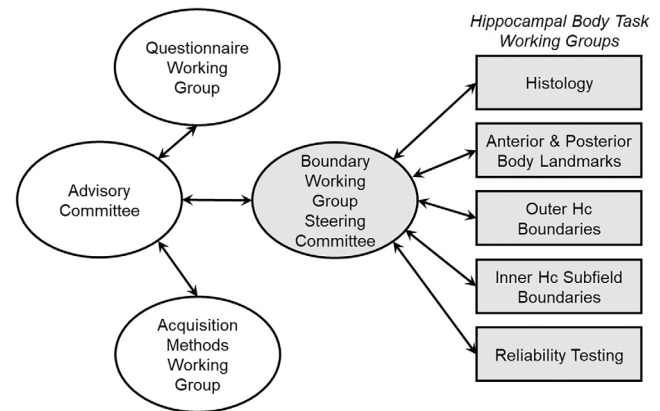 Questionnaire
Working
Group
Advisory
Committee
Acquisition
Methods
Working
Group
Boundary
Working
Group
Steering
Committee
Hippocampal Body Task
Working Groups
Histology
Anterior & Posterior
Body Landmarks
Outer Hc
Boundaries
Inner Hc Subfield
Boundaries
Reliability Testing